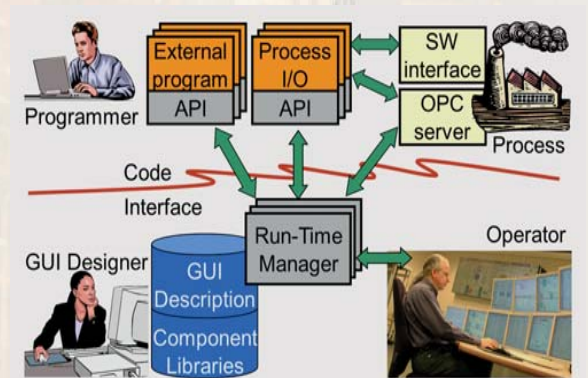 Programmer
External
program
API
Process
I/O
API
SW
interface
OPC
server
Process
Code
Interface
GUI Designer
GUI
Description
Component
Libraries
Run-Time
Manager
Operator